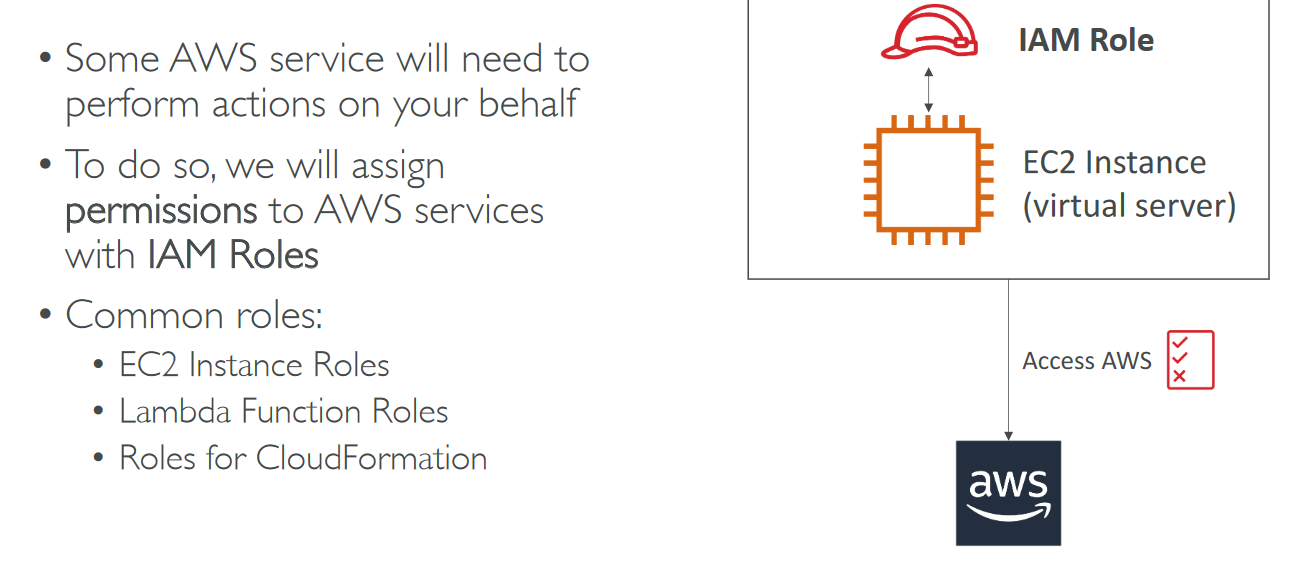 • Some AWS service will need to
perform actions on your behalf
• To do so, we will assign
permissions to AWS services
with IAM Roles
• Common roles:
• EC2 Instance Roles
• Lambda Function Roles
• Roles for CloudFormation
IAM Role
EC2 Instance
(virtual server)
Access AWS
aws